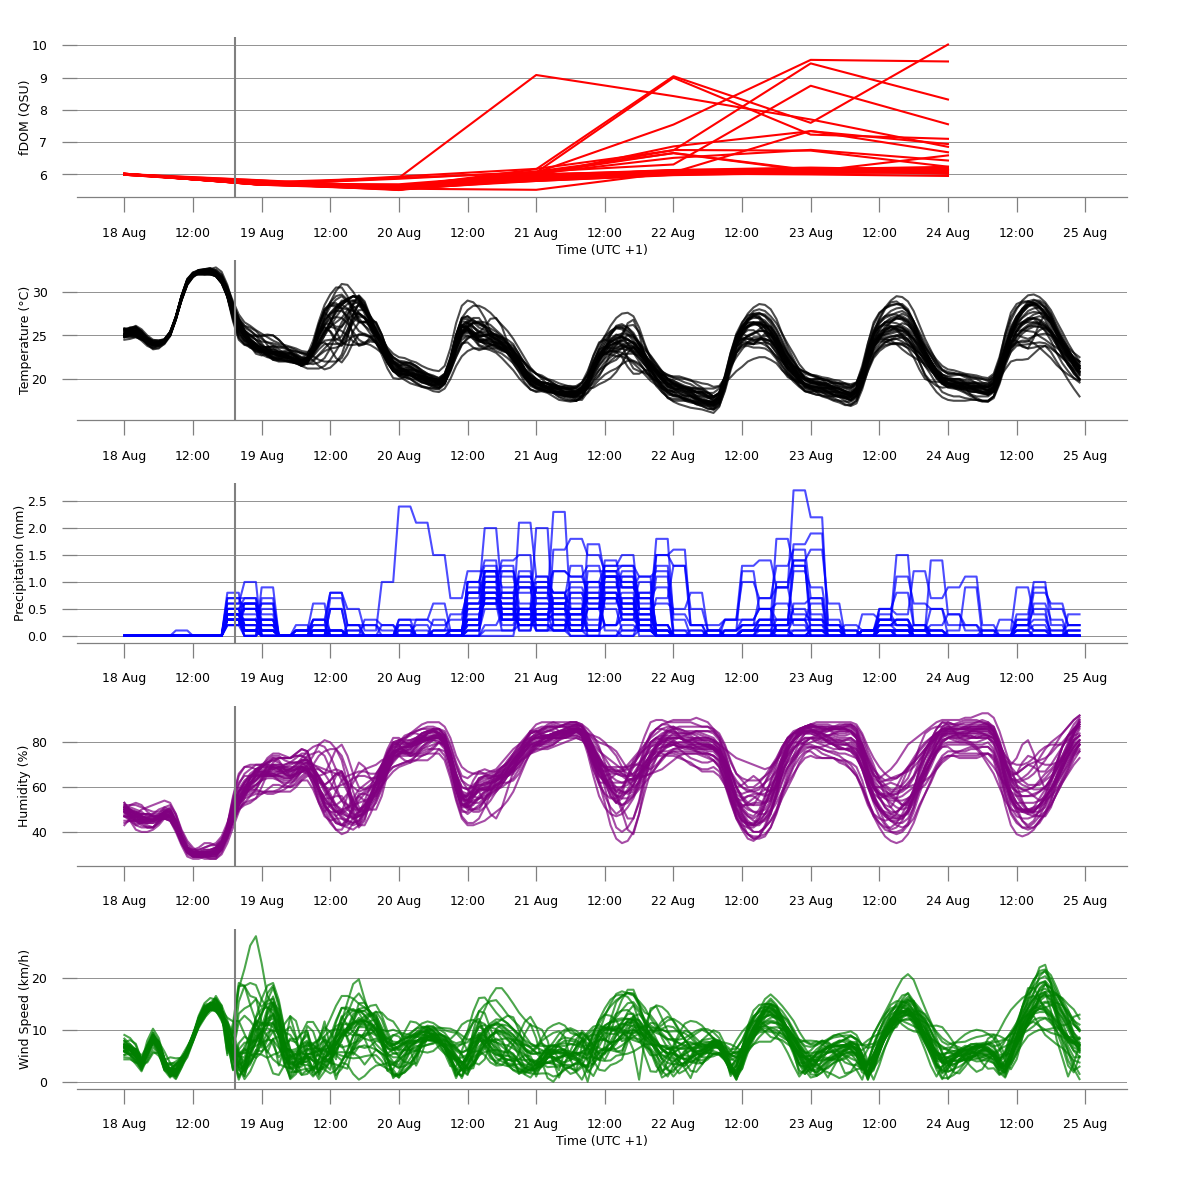 10
9
8
7
6
fDOM (QSU)
18 Aug 12:00 19 Aug 12:00 20 Aug 12:00 21 Aug 12:00 22 Aug 12:00 23 Aug 12:00 24 Aug 12:00 25 Aug
Time (UTC +1)
30
25
20
Temperature (°C)
18 Aug 12:00 19 Aug 12:00 20 Aug 12:00 21 Aug 12:00 22 Aug 12:00 23 Aug 12:00 24 Aug 12:00 25 Aug
2.5
2.0
1.5
1.0
0.5
0.0
Precipitation (mm)
18 Aug 12:00 19 Aug 12:00 20 Aug 12:00 21 Aug 12:00 22 Aug 12:00 23 Aug 12:00 24 Aug 12:00 25 Aug
80
60
40
Humidity (%)
18 Aug 12:00 19 Aug 12:00 20 Aug 12:00 21 Aug 12:00 22 Aug 12:00 23 Aug 12:00 24 Aug 12:00 25 Aug
20
10
0
Wind Speed (km/h)
18 Aug 12:00 19 Aug 12:00 20 Aug 12:00 21 Aug 12:00 22 Aug 12:00 23 Aug 12:00 24 Aug 12:00 25 Aug
Time (UTC +1)